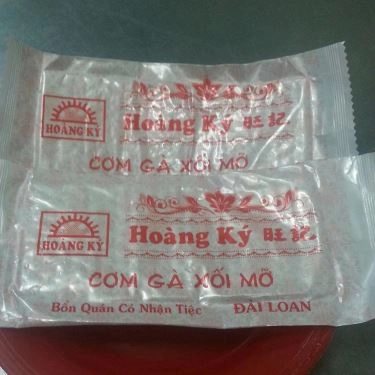 HOÀNG KÝ
Hoàng Ký 旺記
CƠM GÀ XỐI MỠ
HOÀNG KÝ
Hoàng Ký 旺記
CƠM GÀ XỐI MỠ
Bổn Quán Có Nhận Tiệc ĐÀI LOAN